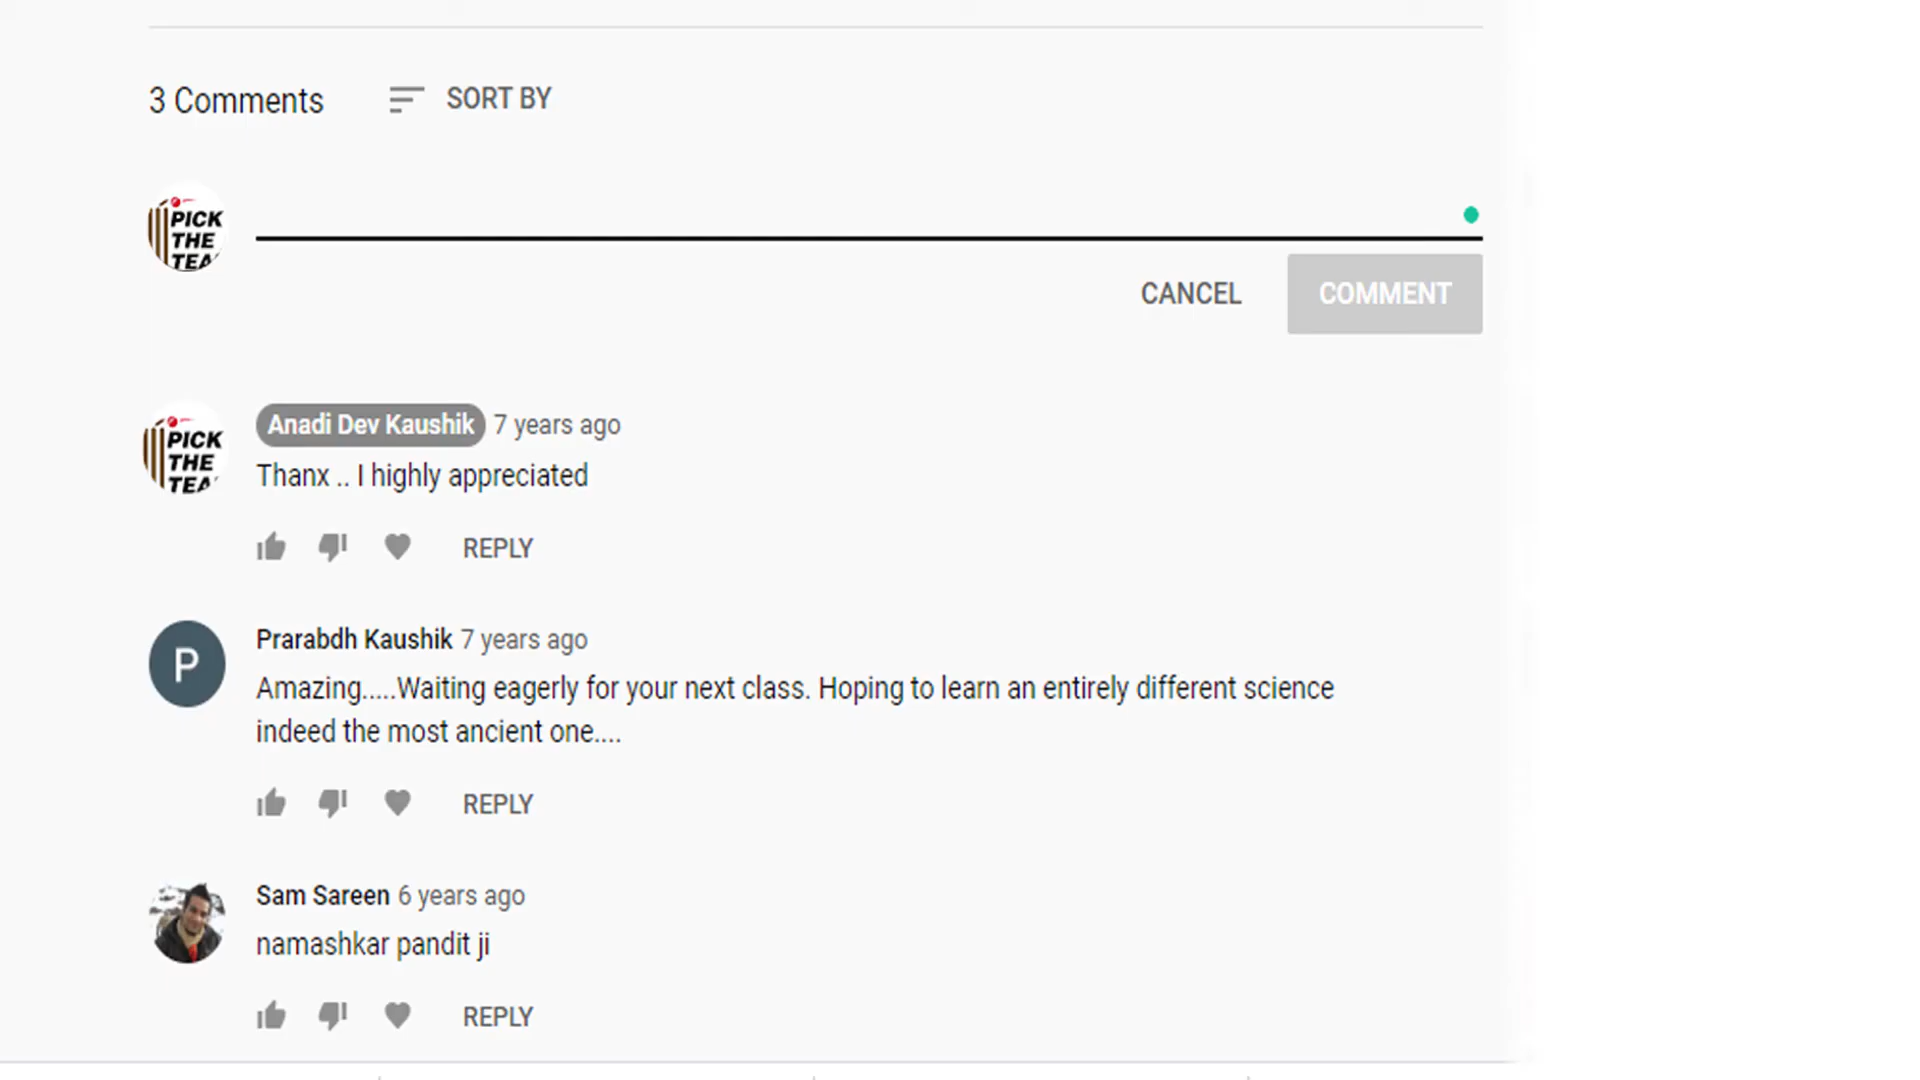 3 Comments SORT BY
PICK
THE
TEA
CANCEL COMMENT
PICK
THE
TEA
Anadi Dev Kaushik 7 years ago
Thanx .. I highly appreciated
REPLY
P
Prarabdh Kaushik 7 years ago
Amazing.....Waiting eagerly for your next class. Hoping to learn an entirely different science
indeed the most ancient one....
REPLY
Sam Sareen 6 years ago
namashkar pandit ji
REPLY